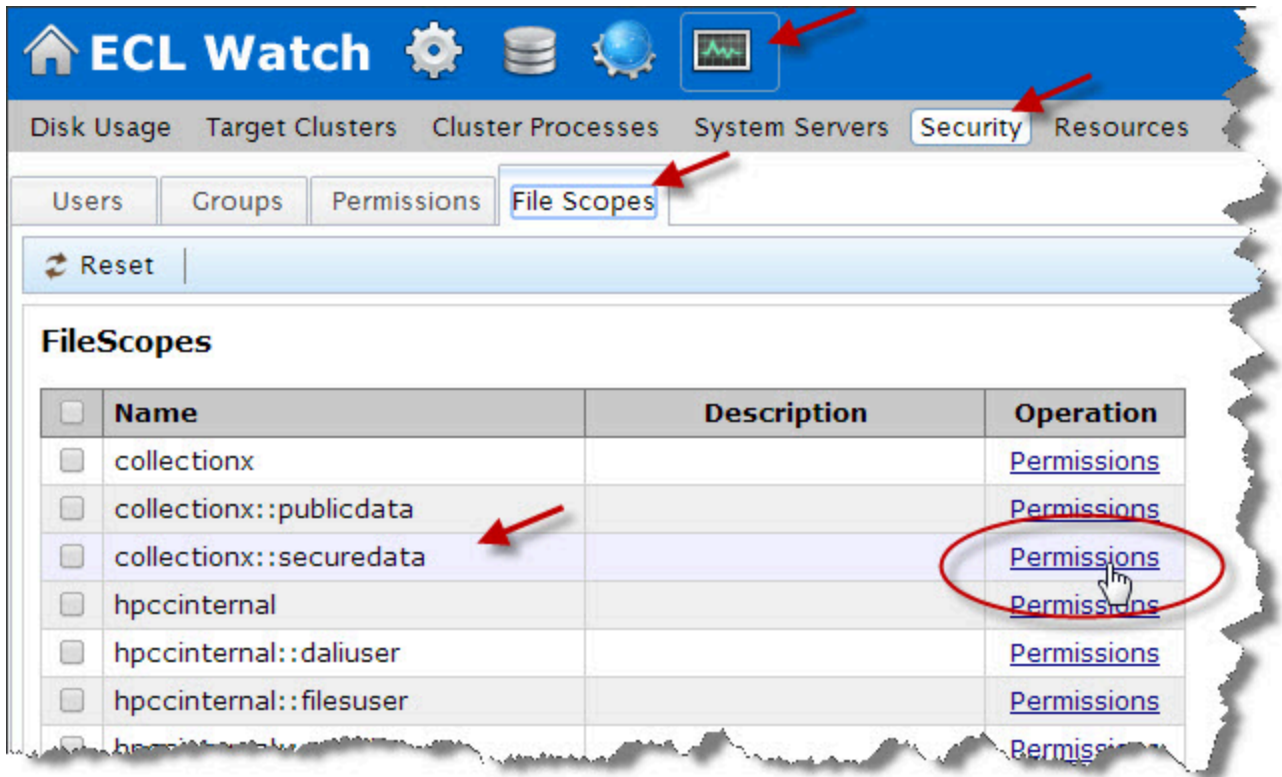 ECL Watch
Disk Usage Target Clusters Cluster Processes System Servers Security Resources
Users Groups Permissions File Scopes
Reset
FileScopes
Name Description Operation
collectionx Permissions
collectionx::publicdata Permissions
collectionx::securedata Permissions
hpccinternal Permissions
hpccinternal::daliuser Permissions
hpccinternal::filesuser Permissions